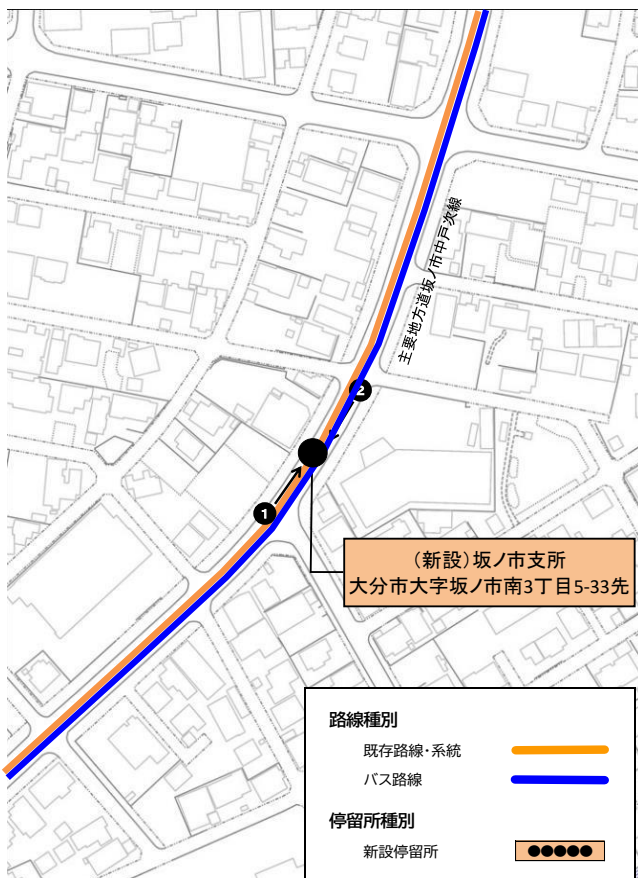 主要地方道坂ノ市中戸次線
2
1
(新設)坂ノ市支所
大分市大字坂ノ市南3丁目5-33先
路線種別
既存路線・系統
バス路線
停留所種別
新設停留所
●●●●●